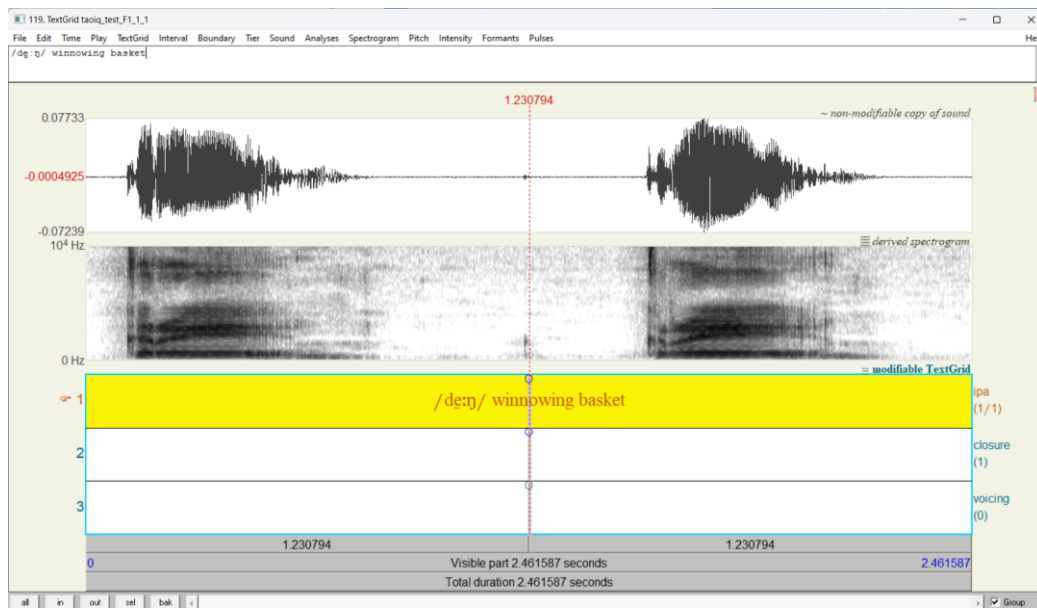 119. TextGrid taoiq_test_F1_1_1
File Edit Time Play TextGrid Interval Boundary Tier Sound Analyses Spectrogram Pitch Intensity Formants Pulses He
/dḛːŋ/ winnowing basket
1.230794
~ non-modifiable copy of sound
0.07733
-0.0004925
-0.07239
10⁴ Hz
derived spectrogram
0 Hz
modifiable TextGrid
1
/dḛːŋ/ winnowing basket
ipa
(1/1)
2
closure
(1)
3
voicing
(0)
1.230794 1.230794
0 Visible part 2.461587 seconds 2.461587
Total duration 2.461587 seconds
all in out sel bak Group